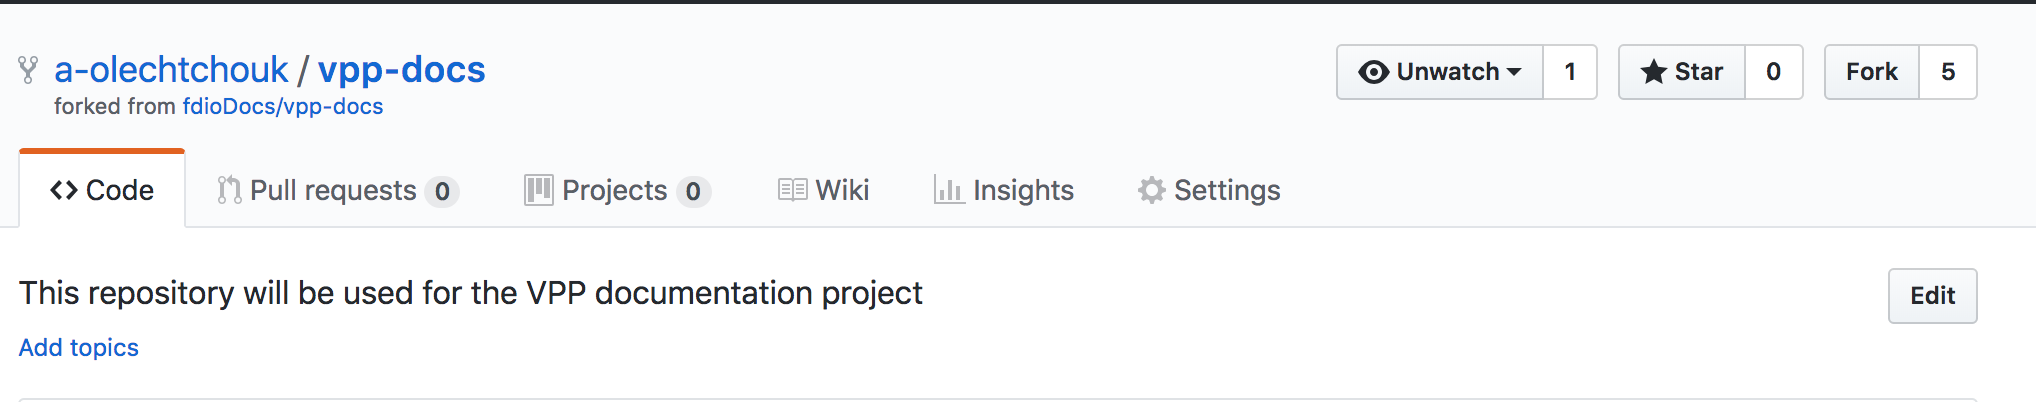 a-olechtchouk / vpp-docs
forked from fdioDocs/vpp-docs
Unwatch 1 Star 0 Fork 5
Code Pull requests 0 Projects 0 Wiki Insights Settings
This repository will be used for the VPP documentation project
Edit
Add topics